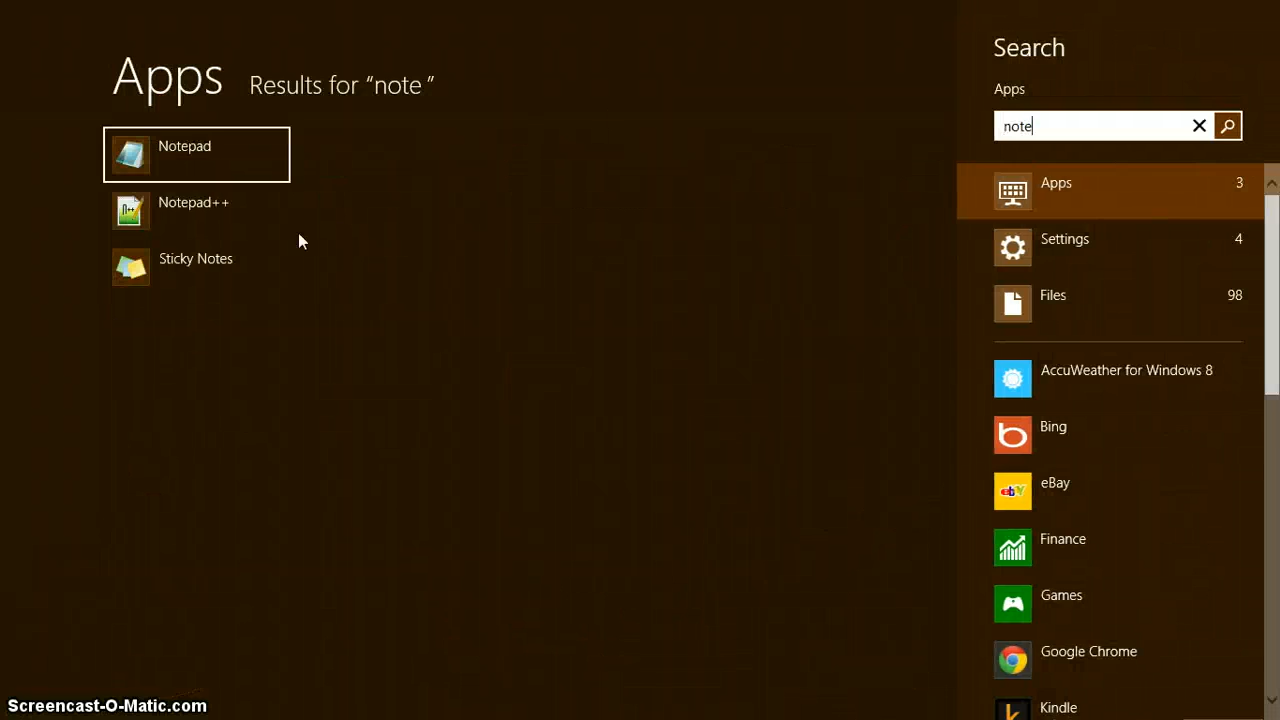 Apps Results for “note ”
Notepad
Notepad++
Sticky Notes
Search
Apps
note
Apps 3
Settings 4
Files 98
AccuWeather for Windows 8
Bing
eBay
Finance
Games
Google Chrome
Kindle
Screencast-O-Matic.com